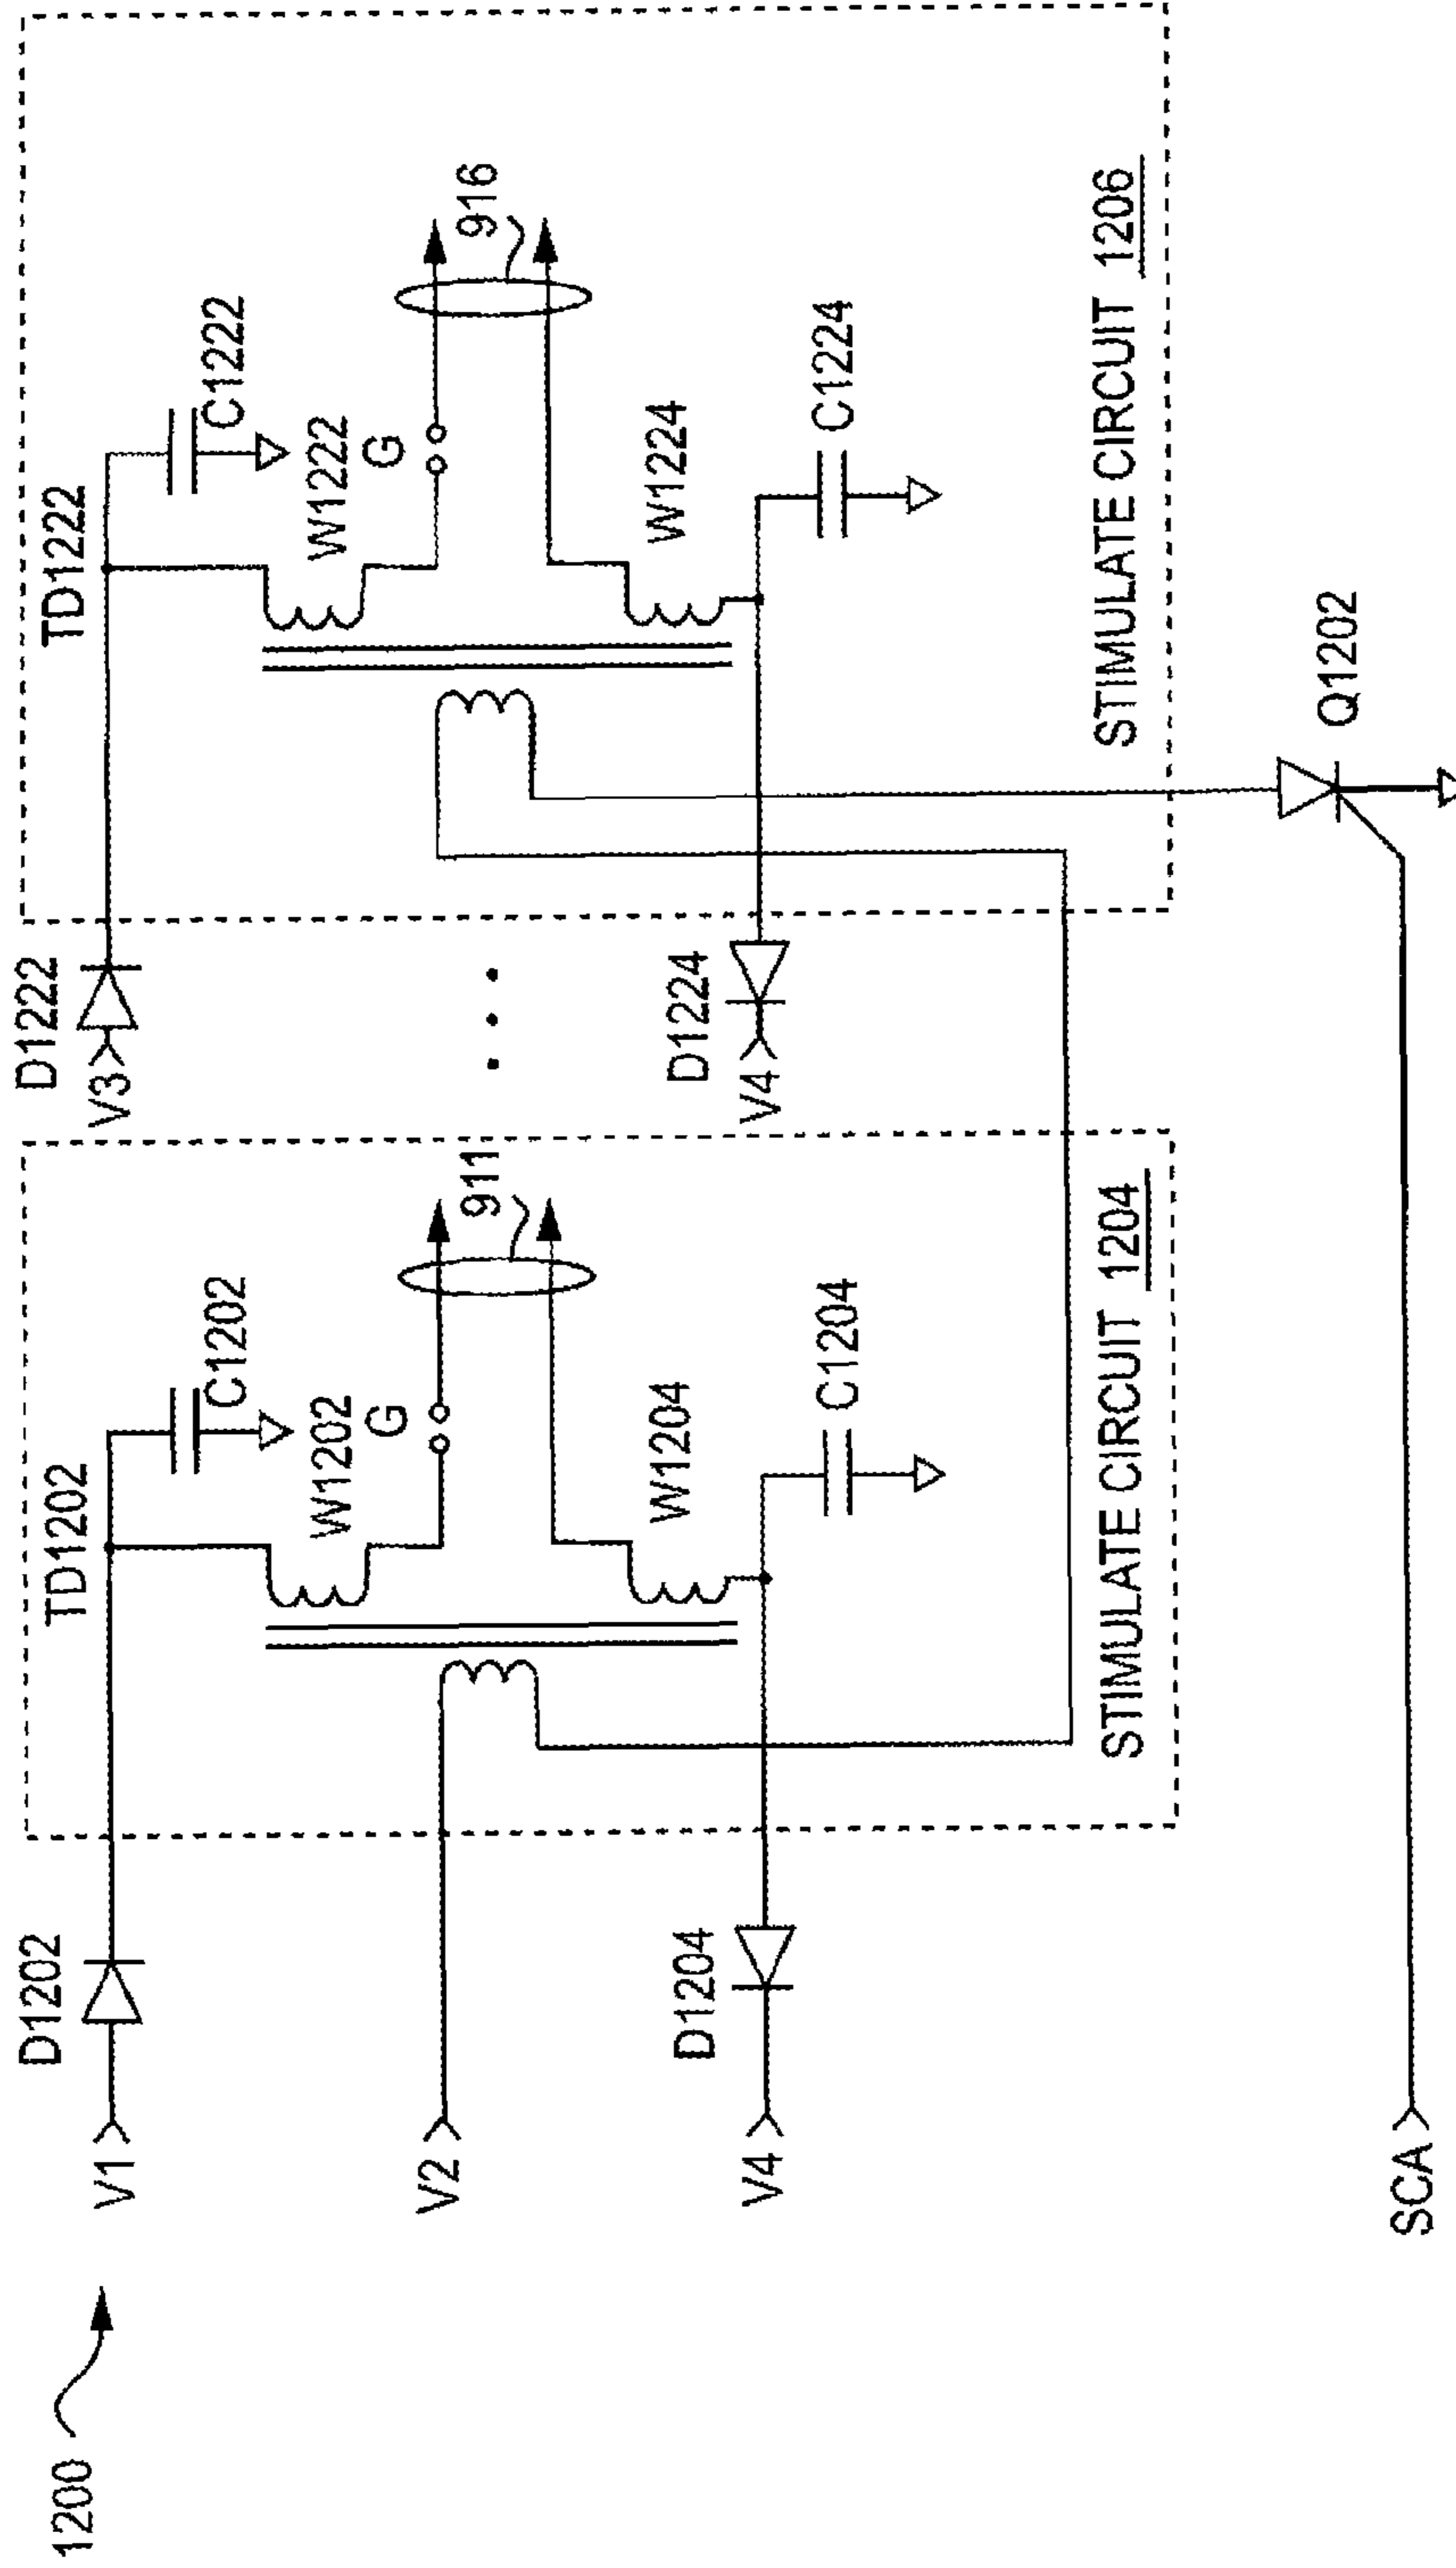 1200
V1
D1202
TD1202
C1202
W1202
G
911
V2
W1204
C1204
V4
D1204
STIMULATE CIRCUIT 1204
V3
D1222
TD1222
C1222
W1222
G
916
W1224
C1224
V4
D1224
STIMULATE CIRCUIT 1206
SCA
Q1202